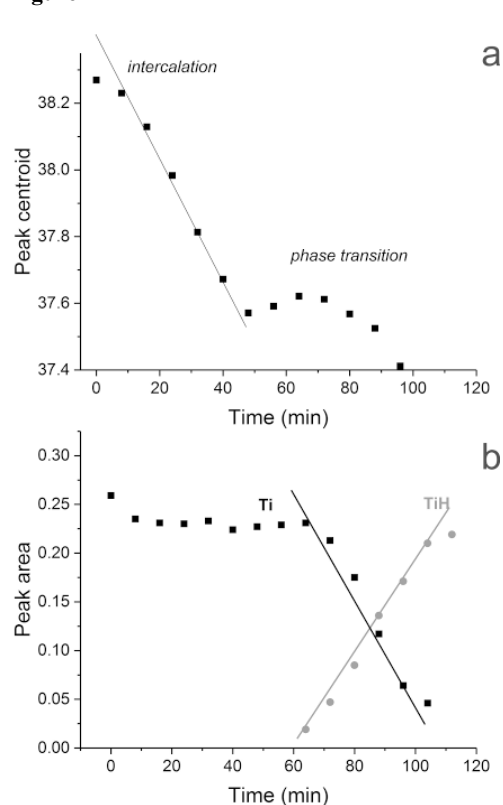 a
intercalation
38.2
38.0
37.8
37.6
37.4
phase transition
Peak centroid
0 20 40 60 80 100 120
Time (min)
b
0.30
0.25
0.20
0.15
0.10
0.05
0.00
Ti
TiH
Peak area
0 20 40 60 80 100 120
Time (min)